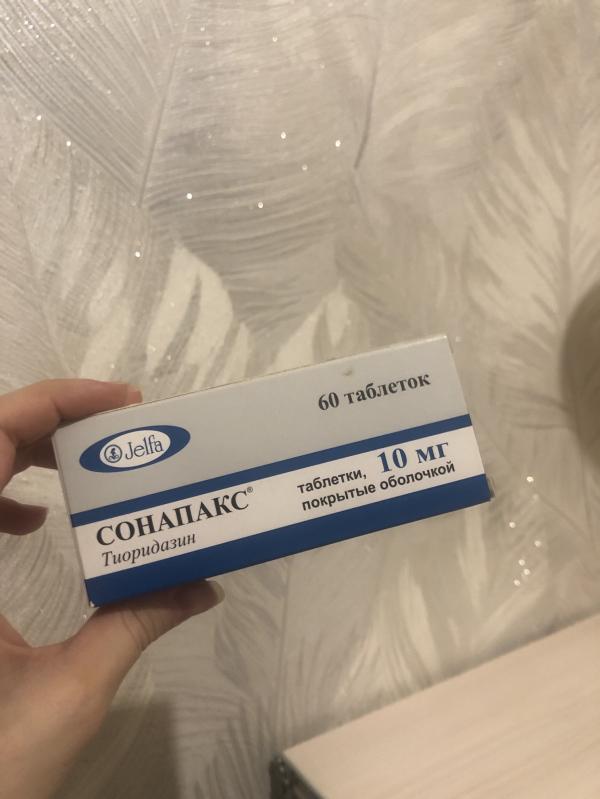 60 таблеток
Jelfa
таблетки, 10 мг
покрытые оболочкой
СОНАПАКС®
Тиоридазин